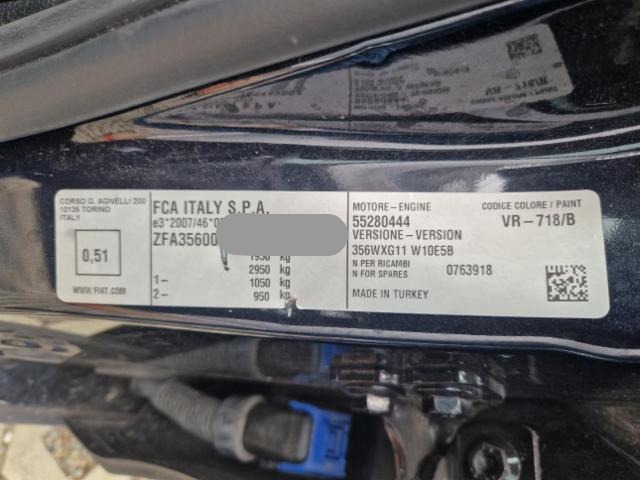 CORSO G. AGNELLI 200
10135 TORINO
ITALY
0,51
WWW.FIAT.COM
FCA ITALY S.P.A.
e3*2007/46*0
ZFA35600
1950 kg
2950 kg
1– 1050 kg
2– 950 kg
MOTORE–ENGINE
55280444
VERSIONE–VERSION
356WXG11 W10E5B
N PER RICAMBI
N FOR SPARES 0763918
MADE IN TURKEY
CODICE COLORE / PAINT
VR–718/B